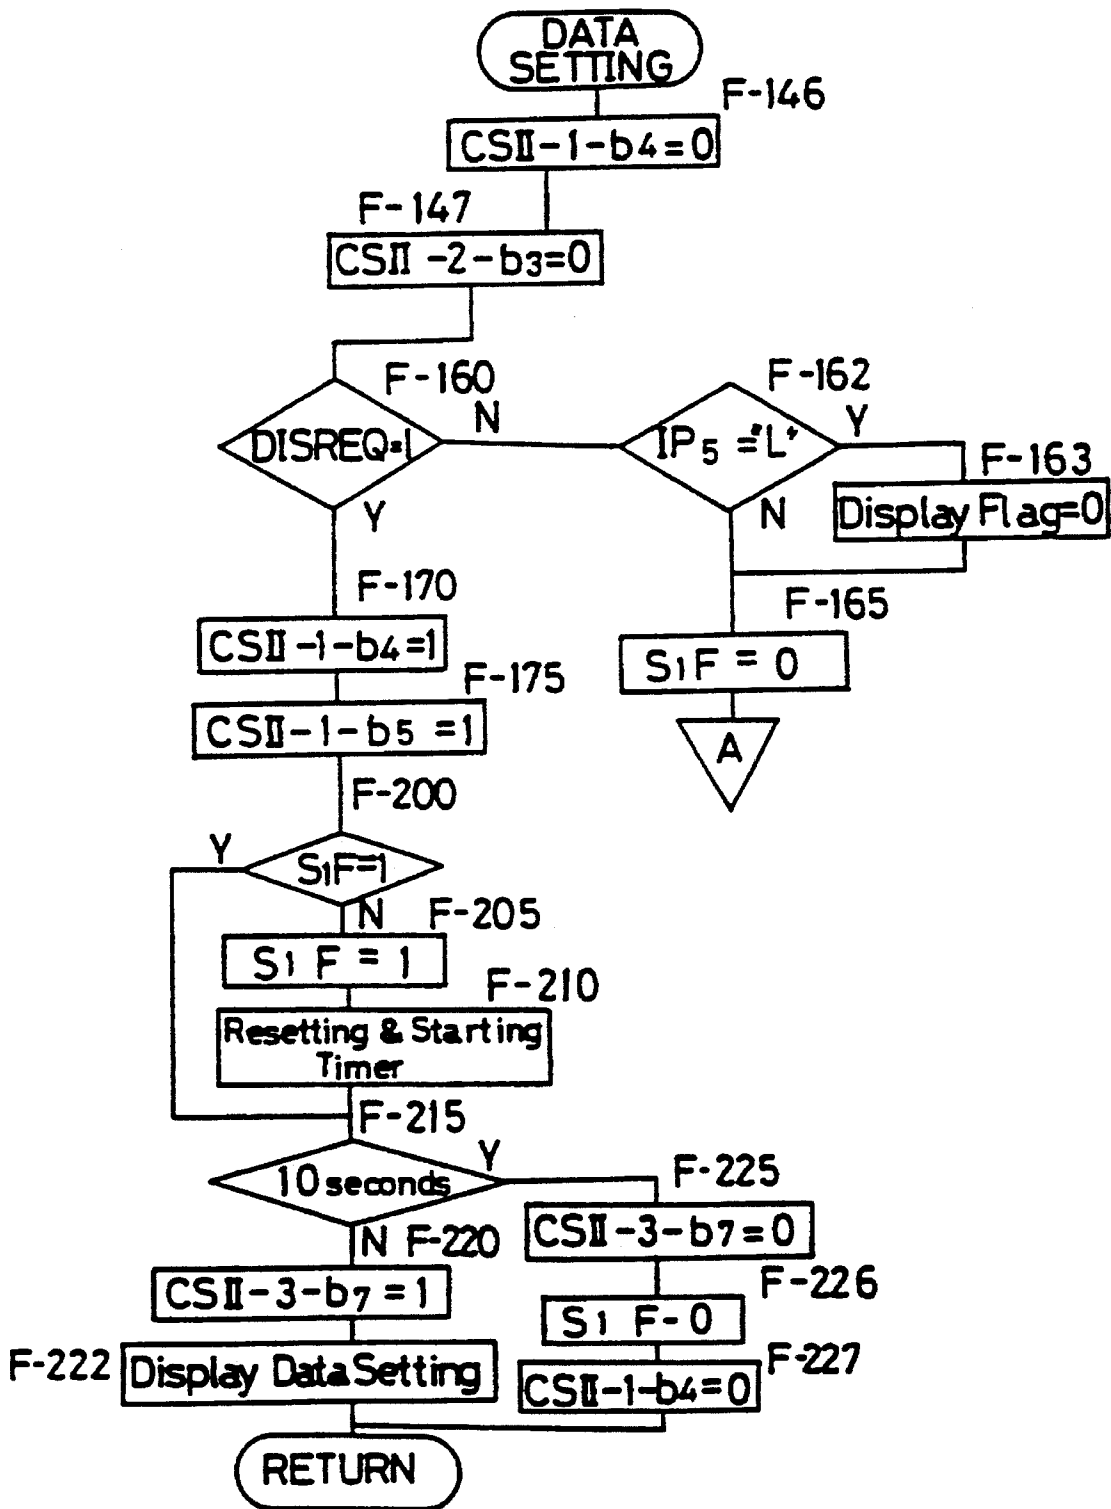 DATA
SETTING
F-146
CSII-1-b4=0
F-147
CSII-2-b3=0
F-160
DISREQ=1
N
Y
F-162
IP5="L"
Y
N
F-163
Display Flag=0
F-165
S1F=0
A
F-170
CSII-1-b4=1
F-175
CSII-1-b5=1
F-200
S1F=1
Y
N
F-205
S1 F = 1
F-210
Resetting & Starting
Timer
F-215
10 seconds
Y
N
F-220
CSII-3-b7=1
F-222
Display Data Setting
F-225
CSII-3-b7=0
F-226
S1 F-0
F-227
CSII-1-b4=0
RETURN